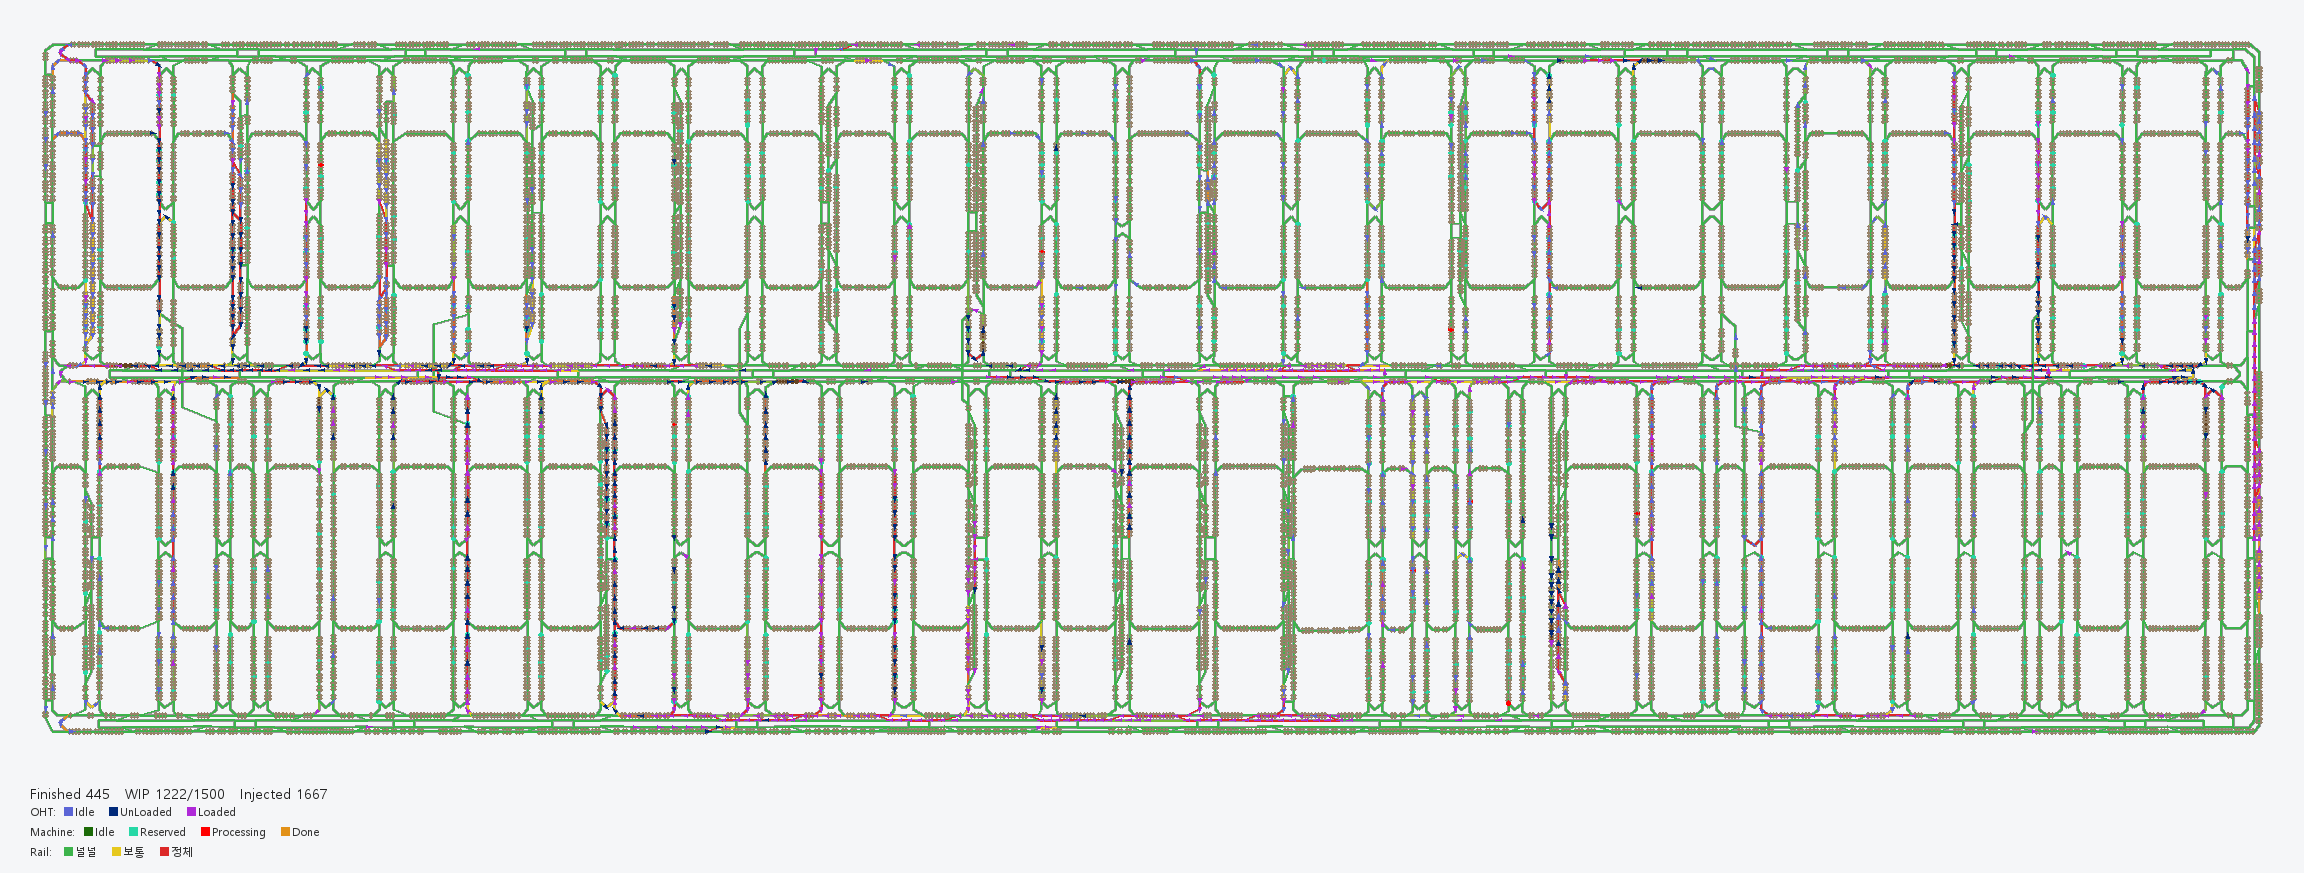 Finished 445 WIP 1222/1500 Injected 1667
OHT: Idle UnLoaded Loaded
Machine: Idle Reserved Processing Done
Rail: 널널 보통 정체